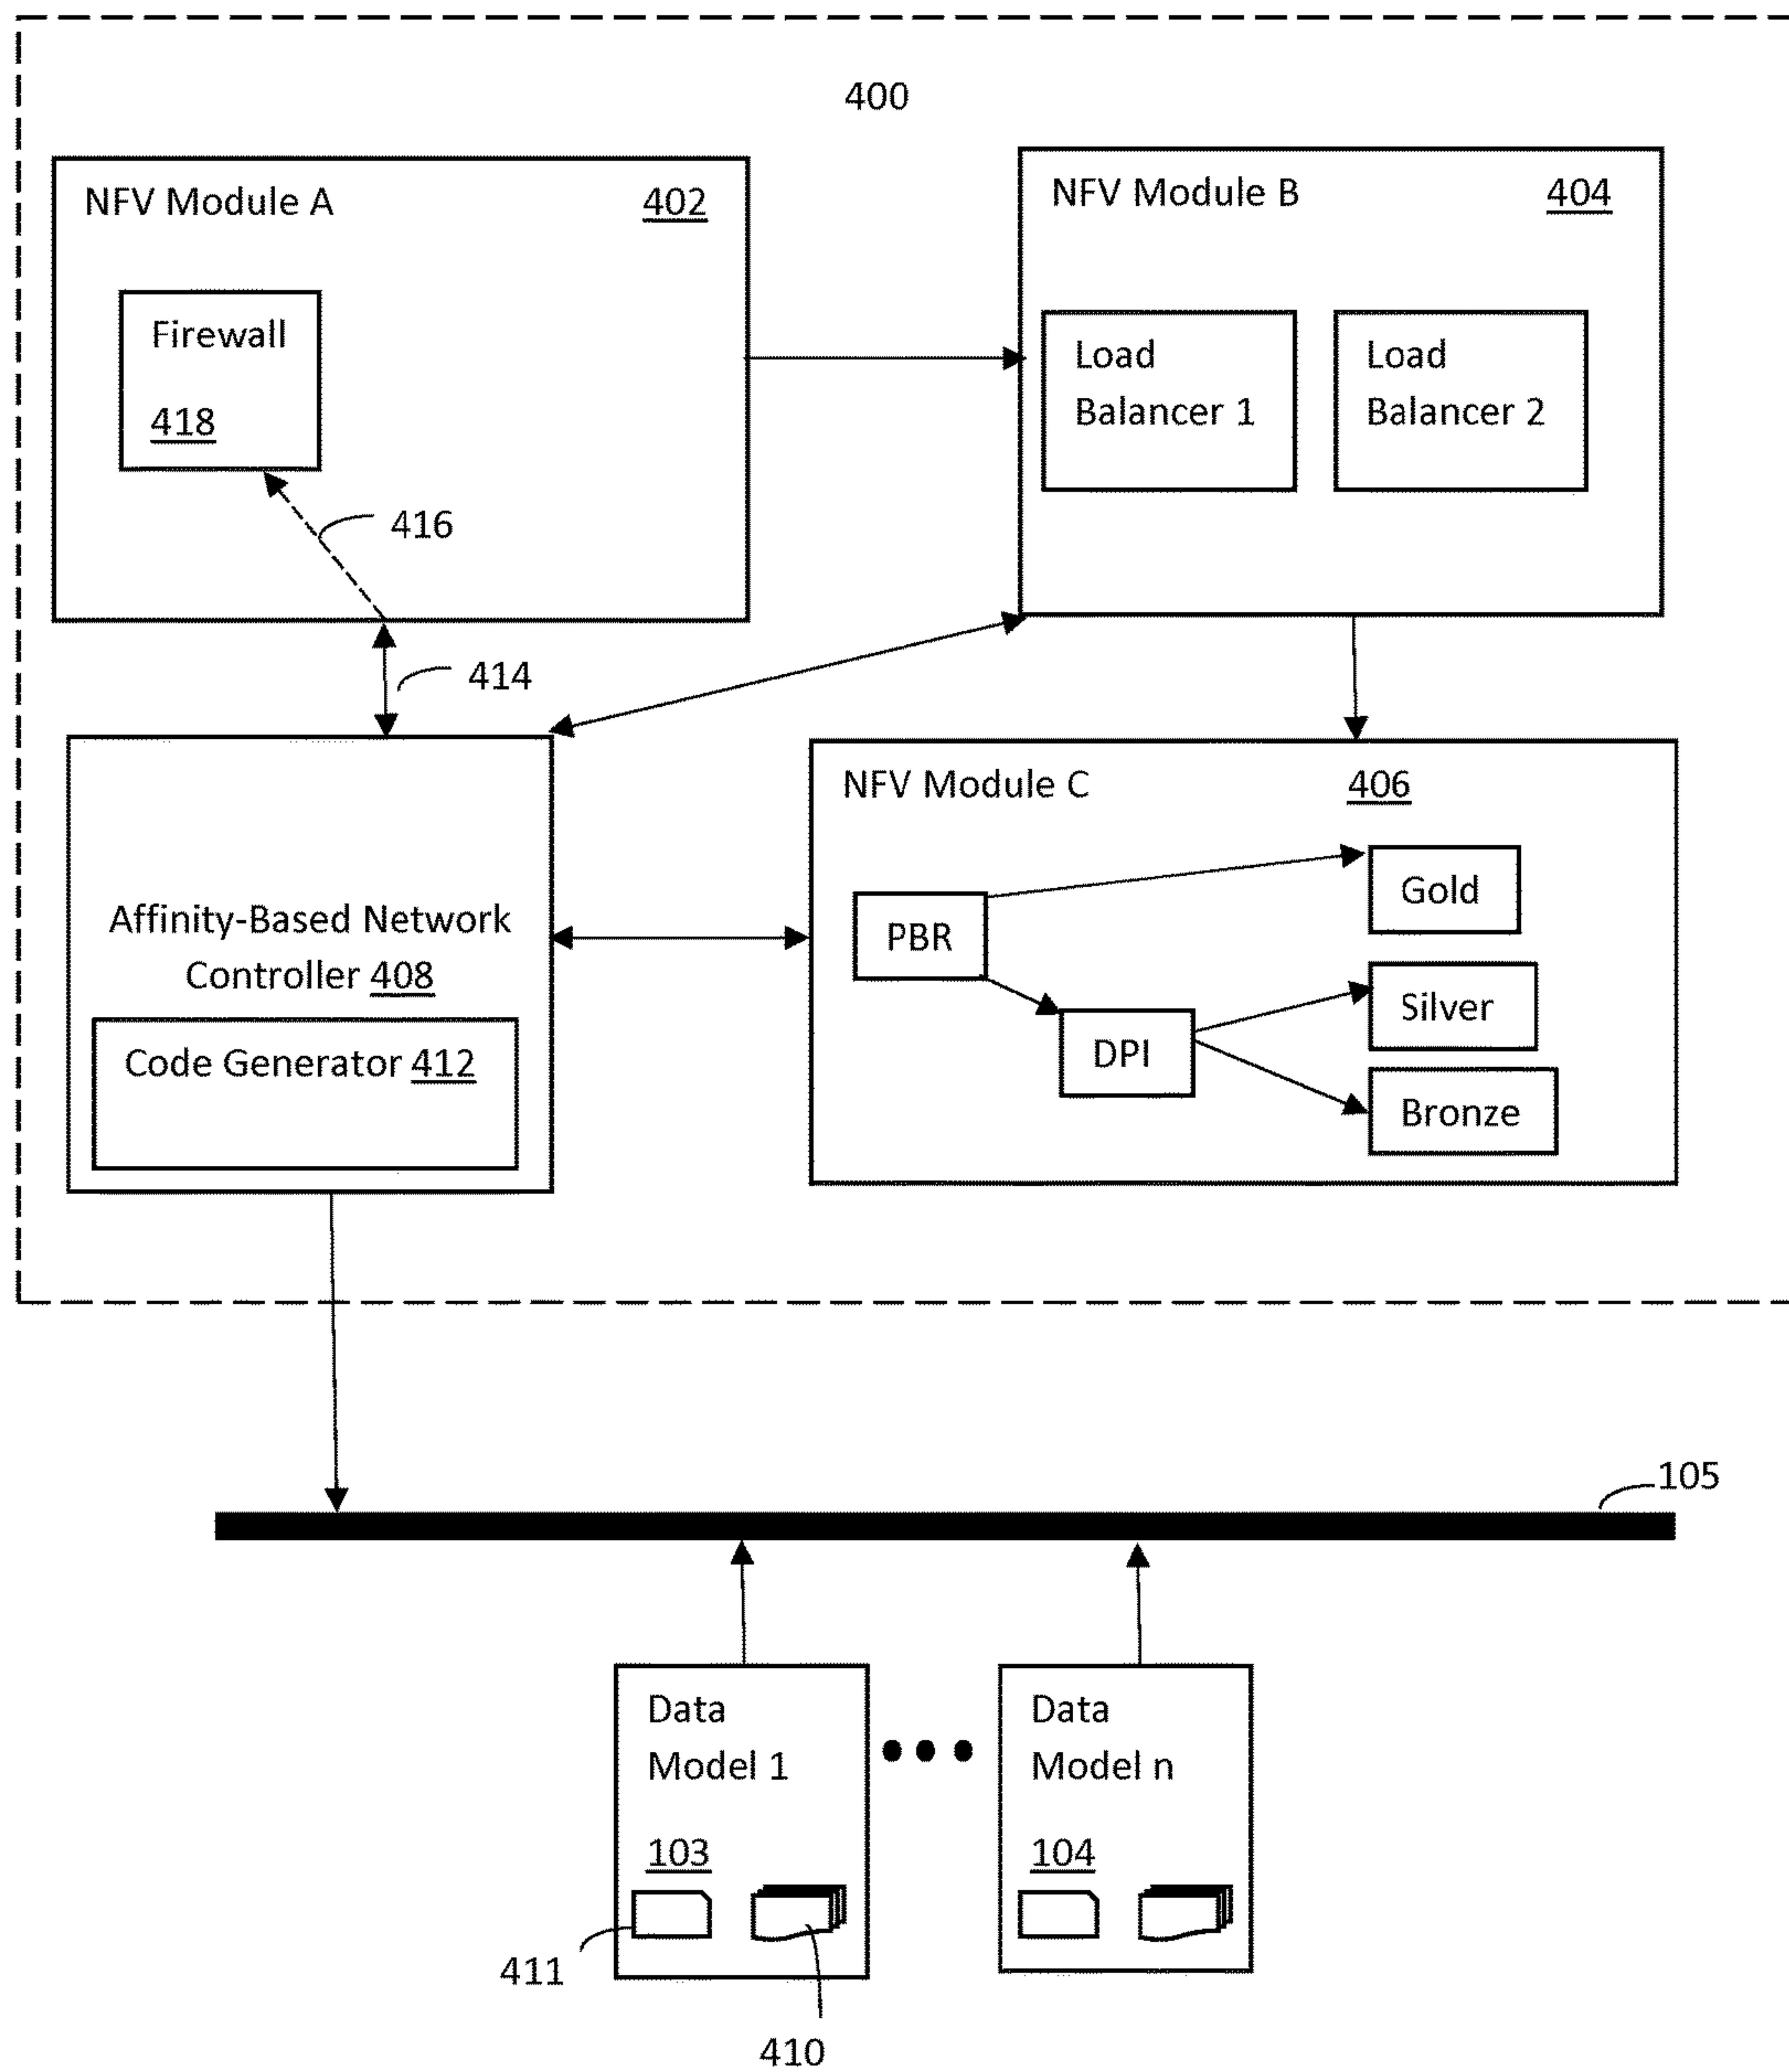 400
NFV Module A
402
Firewall
418
416
414
NFV Module B
404
Load
Balancer 1
Load
Balancer 2
Affinity-Based Network
Controller 408
Code Generator 412
NFV Module C
406
PBR
DPI
Gold
Silver
Bronze
105
Data
Model 1
103
411
410
Data
Model n
104